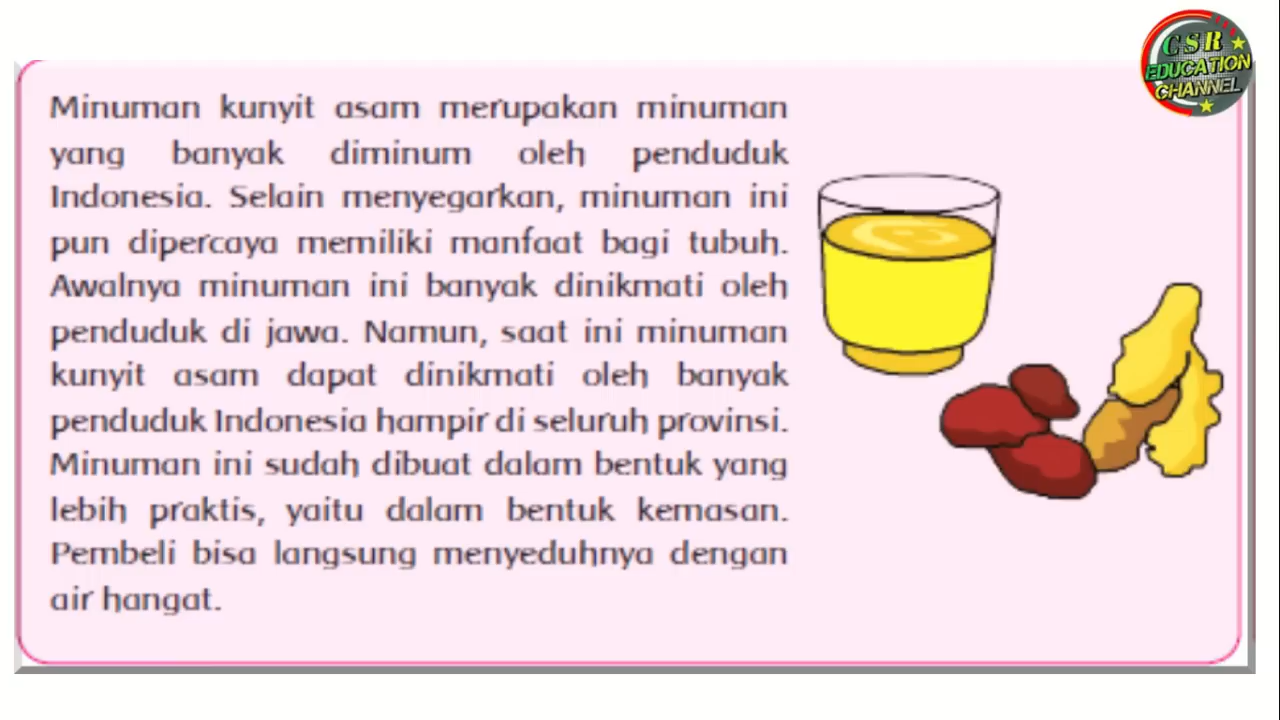 CSR
EDUCATION
CHANNEL
Minuman kunyit asam merupakan minuman
yang banyak diminum oleh penduduk
Indonesia. Selain menyegarkan, minuman ini
pun dipercaya memiliki manfaat bagi tubuh.
Awalnya minuman ini banyak dinikmati oleh
penduduk di jawa. Namun, saat ini minuman
kunyit asam dapat dinikmati oleh banyak
penduduk Indonesia hampir di seluruh provinsi.
Minuman ini sudah dibuat dalam bentuk yang
lebih praktis, yaitu dalam bentuk kemasan.
Pembeli bisa langsung menyeduhnya dengan
air hangat.